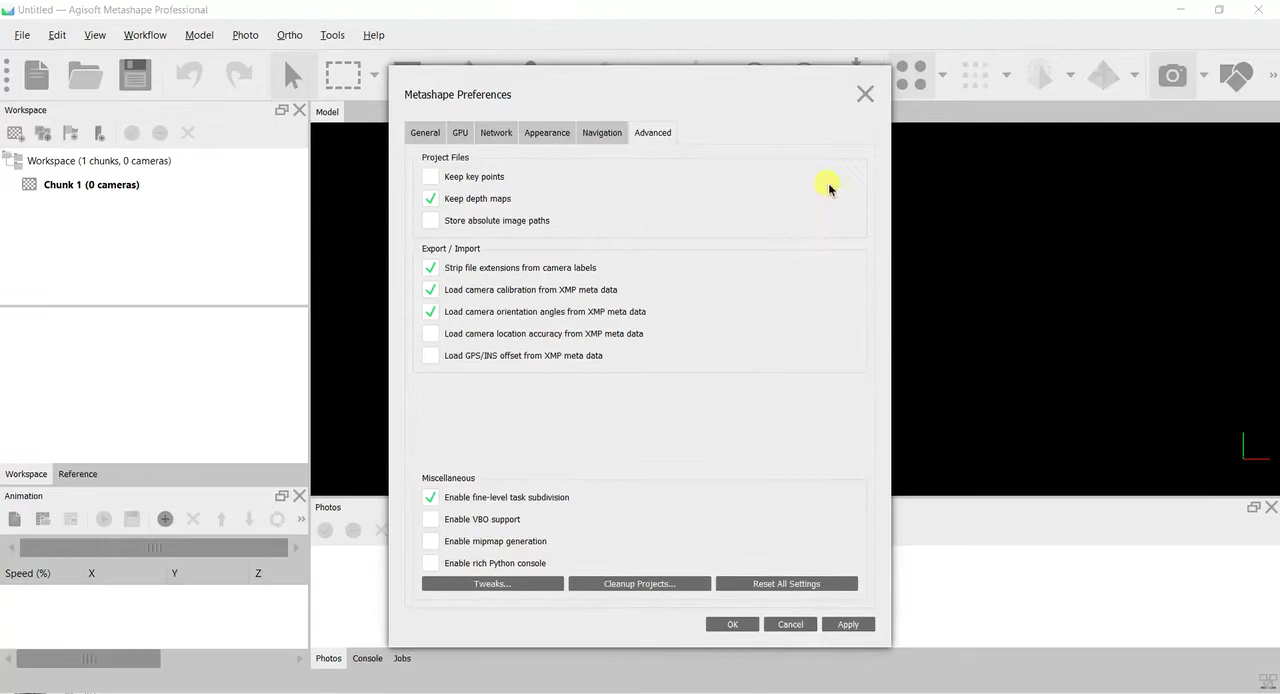 Untitled — Agisoft Metashape Professional
File Edit View Workflow Model Photo Ortho Tools Help
Workspace
Model
Workspace (1 chunks, 0 cameras)
Chunk 1 (0 cameras)
Workspace Reference
Animation
Speed (%) X Y Z
Photos
Photos Console Jobs
Metashape Preferences
General GPU Network Appearance Navigation Advanced
Project Files
Keep key points
Keep depth maps
Store absolute image paths
Export / Import
Strip file extensions from camera labels
Load camera calibration from XMP meta data
Load camera orientation angles from XMP meta data
Load camera location accuracy from XMP meta data
Load GPS/INS offset from XMP meta data
Miscellaneous
Enable fine-level task subdivision
Enable VBO support
Enable mipmap generation
Enable rich Python console
Tweaks... Cleanup Projects... Reset All Settings
OK Cancel Apply